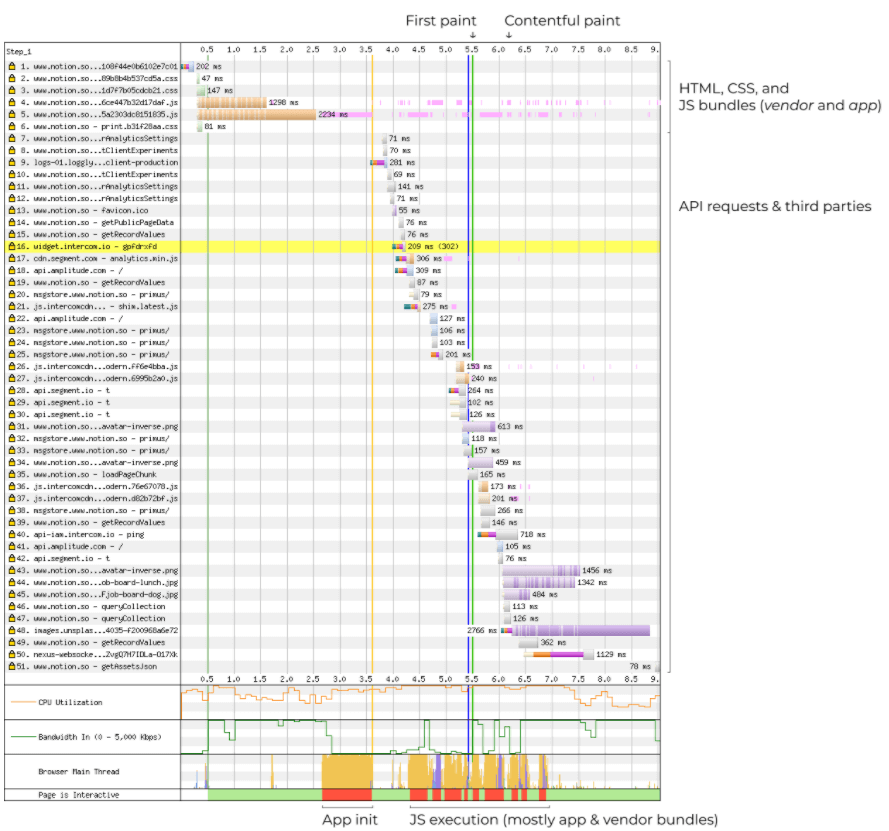 First paint Contentful paint
Step_1 0.5 1.0 1.5 2.0 2.5 3.0 3.5 4.0 4.5 5.0 5.5 6.0 6.5 7.0 7.5 8.0 8.5 9.
1. www.notion.so...108f44e0b6102e7c01 202 ms
2. www.notion.so...89b8b4b537cd5a.css 47 ms
3. www.notion.so...1d7f7b05cdcb21.css 147 ms
HTML, CSS, and
4. www.notion.so...6ce447b32d17daf.js 1298 ms
JS bundles (vendor and app)
5. www.notion.so...5a2303dc8151835.js 2234 ms
6. www.notion.so - print.b31f28aa.css 81 ms
7. www.notion.so...rAnalyticsSettings 71 ms
8. www.notion.so...tClientExperiments 70 ms
9. logs-01.loggly...client-production 281 ms
10. www.notion.so...tClientExperiments 69 ms
11. www.notion.so...rAnalyticsSettings 141 ms
12. www.notion.so...rAnalyticsSettings 71 ms
13. www.notion.so - favicon.ico 55 ms
API requests & third parties
14. www.notion.so - getPublicPageData 76 ms
15. www.notion.so - getRecordValues 76 ms
16. widget.intercom.io - gpfdrxfd 209 ms (302)
17. cdn.segment.com - analytics.min.js 306 ms
18. api.amplitude.com - / 309 ms
19. www.notion.so - getRecordValues 87 ms
20. msgstore.www.notion.so - primus/ 79 ms
21. js.intercomcdn... - shim.latest.js 275 ms
22. api.amplitude.com - / 127 ms
23. msgstore.www.notion.so - primus/ 106 ms
24. msgstore.www.notion.so - primus/ 103 ms
25. msgstore.www.notion.so - primus/ 201 ms
26. js.intercomcdn...odern.ff6e4bba.js 153 ms
27. js.intercomcdn...odern.6995b2a0.js 240 ms
28. api.segment.io - t 264 ms
29. api.segment.io - t 102 ms
30. api.segment.io - t 126 ms
31. www.notion.so...avatar-inverse.png 613 ms
32. msgstore.www.notion.so - primus/ 118 ms
33. msgstore.www.notion.so - primus/ 157 ms
34. www.notion.so...avatar-inverse.png 459 ms
35. www.notion.so - loadPageChunk 165 ms
36. js.intercomcdn...odern.76e67078.js 173 ms
37. js.intercomcdn...odern.d82b72bf.js 201 ms
38. msgstore.www.notion.so - primus/ 266 ms
39. www.notion.so - getRecordValues 146 ms
40. api-iam.intercom.io - ping 718 ms
41. api.amplitude.com - / 105 ms
42. api.segment.io - t 76 ms
43. www.notion.so...avatar-inverse.png 1456 ms
44. www.notion.so...ob-board-lunch.jpg 1342 ms
45. www.notion.so...Fjob-board-dog.jpg 484 ms
46. www.notion.so - queryCollection 113 ms
47. www.notion.so - queryCollection 126 ms
48. images.unsplas...4035-f200968a6e72 2766 ms
49. www.notion.so - getRecordValues 362 ms
50. nexus-websocke...ZvgQ7M7IDLa-017Xk 1129 ms
51. www.notion.so - getAssetsJson 78 ms
0.5 1.0 1.5 2.0 2.5 3.0 3.5 4.0 4.5 5.0 5.5 6.0 6.5 7.0 7.5 8.0 8.5 9.
CPU Utilization
Bandwidth In (0 - 5,000 Kbps)
Browser Main Thread
Page is Interactive
App init JS execution (mostly app & vendor bundles)